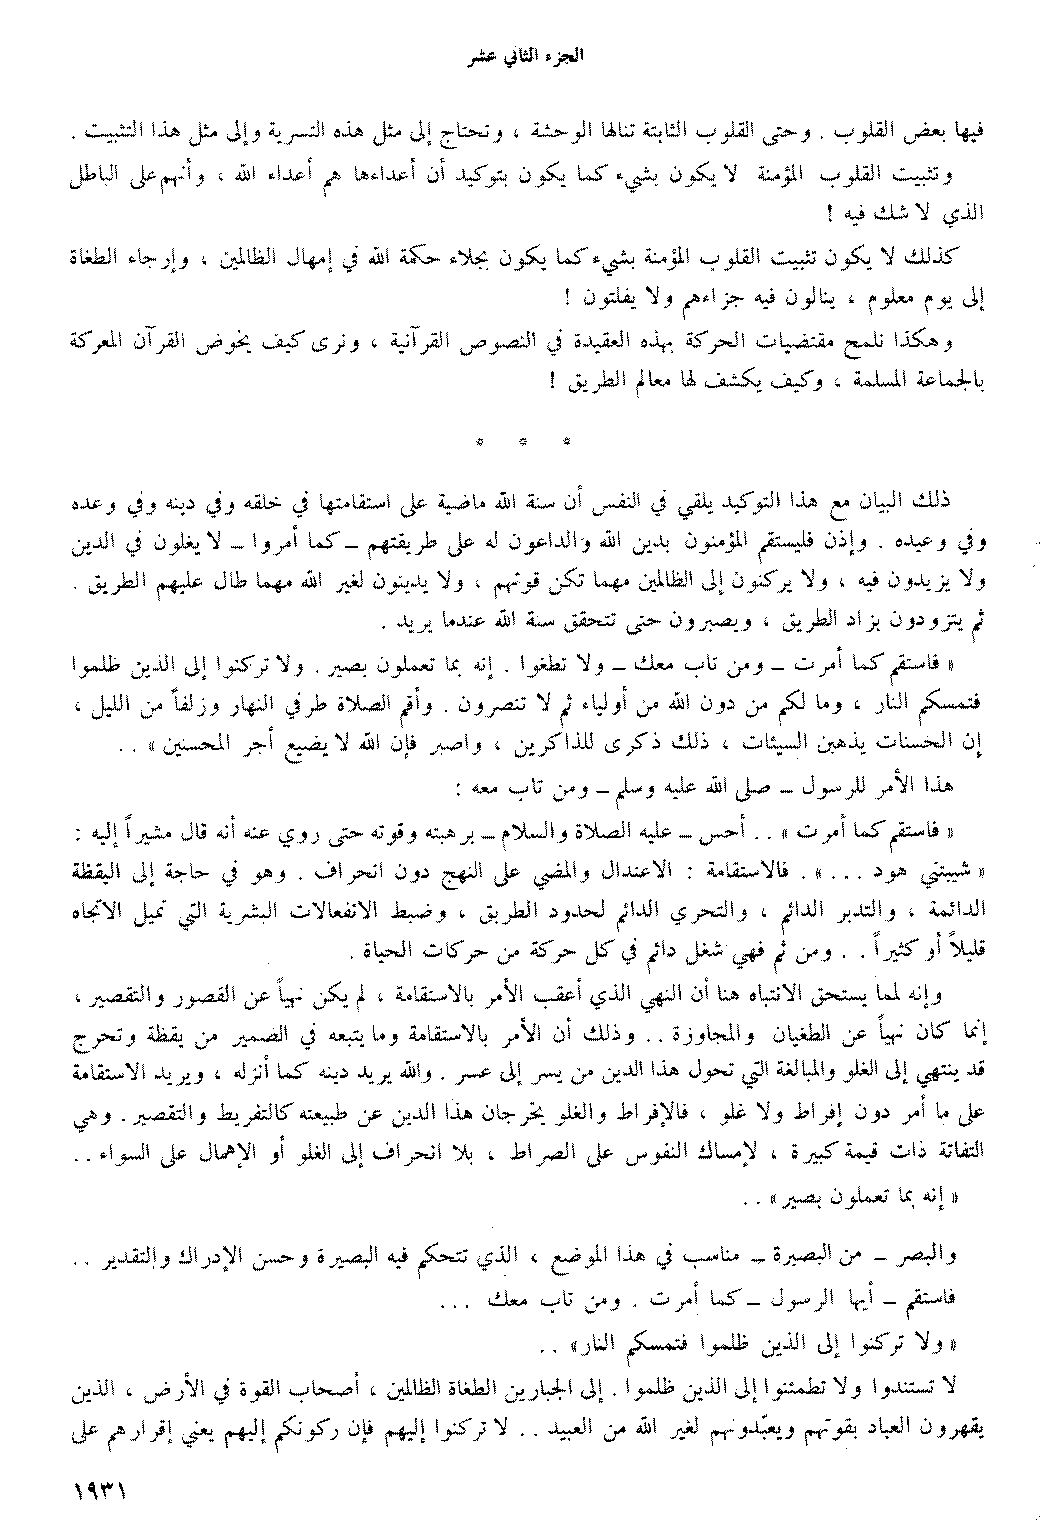 الجزء الثاني عشر
فيها بعض القلوب . وحتى القلوب الثابتة تنالها الوحشة ، وتحتاج إلى مثل هذه التسرية وإلى مثل هذا التثبيت .
وتثبيت القلوب المؤمنة لا يكون بشيء كما يكون بتوكيد أن أعداءها هم أعداء الله ، وأنهم على الباطل
الذي لا شك فيه !
كذلك لا يكون تثبيت القلوب المؤمنة بشيء كما يكون بجلاء حكمة الله في إمهال الظالمين ، وإرجاء الطغاة
إلى يوم معلوم ، ينالون فيه جزاءهم ولا يفلتون !
وهكذا نلمح مقتضيات الحركة بهذه العقيدة في النصوص القرآنية ، ونرى كيف يخوض القرآن المعركة
بالجماعة المسلمة ، وكيف يكشف لها معالم الطريق !
* * *
ذلك البيان مع هذا التوكيد يلقي في النفس أن سنة الله ماضية على استقامتها في خلقه وفي دينه وفي وعده
وفي وعيده . وإذن فليستقم المؤمنون بدين الله والداعون له على طريقتهم – كما أمروا – لا يغلون في الدين
ولا يزيدون فيه ، ولا يركنون إلى الظالمين مهما تكن قوتهم ، ولا يدينون لغير الله مهما طال عليهم الطريق .
ثم يتزودون بزاد الطريق ، ويصبرون حتى تتحقق سنة الله عندما يريد .
« فاستقم كما أمرت – ومن تاب معك – ولا تطغوا . إنه بما تعملون بصير . ولا تركنوا إلى الذين ظلموا
فتمسكم النار ، وما لكم من دون الله من أولياء ثم لا تنصرون . وأقم الصلاة طرفي النهار وزلفاً من الليل ،
إن الحسنات يذهبن السيئات ، ذلك ذكرى للذاكرين ، واصبر فإن الله لا يضيع أجر المحسنين » . .
هذا الأمر للرسول – صلى الله عليه وسلم – ومن تاب معه :
« فاستقم كما أمرت » . . أحس – عليه الصلاة والسلام – برهبته وقوته حتى روي عنه أنه قال مشيراً إليه :
« شيبتني هود ... » . فالاستقامة : الاعتدال والمضي على النهج دون انحراف . وهو في حاجة إلى اليقظة
الدائمة ، والتدبر الدائم ، والتحري الدائم لحدود الطريق ، وضبط الانفعالات البشرية التي تميل الاتجاه
قليلاً أو كثيراً . . ومن ثم فهي شغل دائم في كل حركة من حركات الحياة .
وإنه لمما يستحق الانتباه هنا أن النهي الذي أعقب الأمر بالاستقامة ، لم يكن نهياً عن القصور والتقصير ،
إنما كان نهياً عن الطغيان والمجاوزة . . وذلك أن الأمر بالاستقامة وما يتبعه في الضمير من يقظة وتحرج
قد ينتهي إلى الغلو والمبالغة التي تحول هذا الدين من يسر إلى عسر . والله يريد دينه كما أنزله ، ويريد الاستقامة
على ما أمر دون إفراط ولا غلو ، فالإفراط والغلو يخرجان هذا الدين عن طبيعته كالتفريط والتقصير . وهي
التفاتة ذات قيمة كبيرة ، لإمساك النفوس على الصراط ، بلا انحراف إلى الغلو أو الإهمال على السواء . .
« إنه بما تعملون بصير » . .
والبصر – من البصيرة – مناسب في هذا الموضع ، الذي تتحكم فيه البصيرة وحسن الإدراك والتقدير . .
فاستقم – أيها الرسول – كما أمرت . ومن تاب معك ...
« ولا تركنوا إلى الذين ظلموا فتمسكم النار » . .
لا تستندوا ولا تطمئنوا إلى الذين ظلموا . إلى الجبارين الطغاة الظالمين ، أصحاب القوة في الأرض ، الذين
يقهرون العباد بقوتهم ويعبّدونهم لغير الله من العبيد . . لا تركنوا إليهم فإن ركونكم إليهم يعني إقرارهم على
١٩٣١